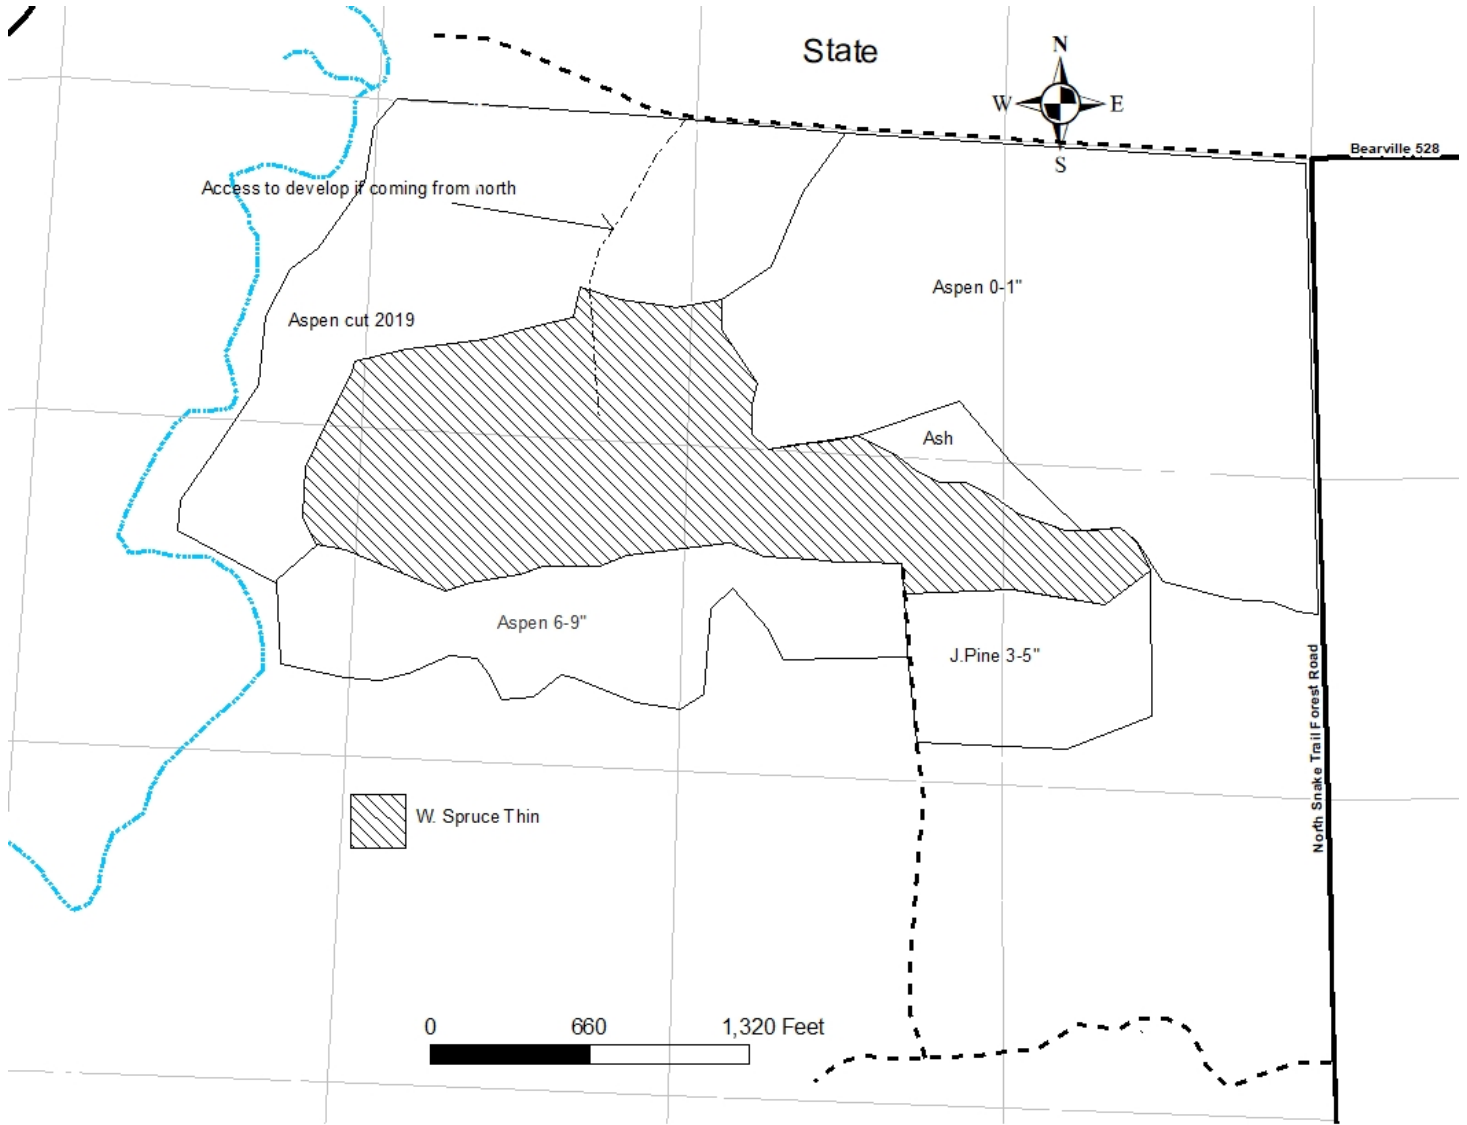 State
N
W E
S
Bearville 528
Access to develop if coming from north
Aspen 0-1"
Aspen cut 2019
Ash
Aspen 6-9"
J.Pine 3-5"
North Snake Trail Forest Road
W. Spruce Thin
0 660 1,320 Feet